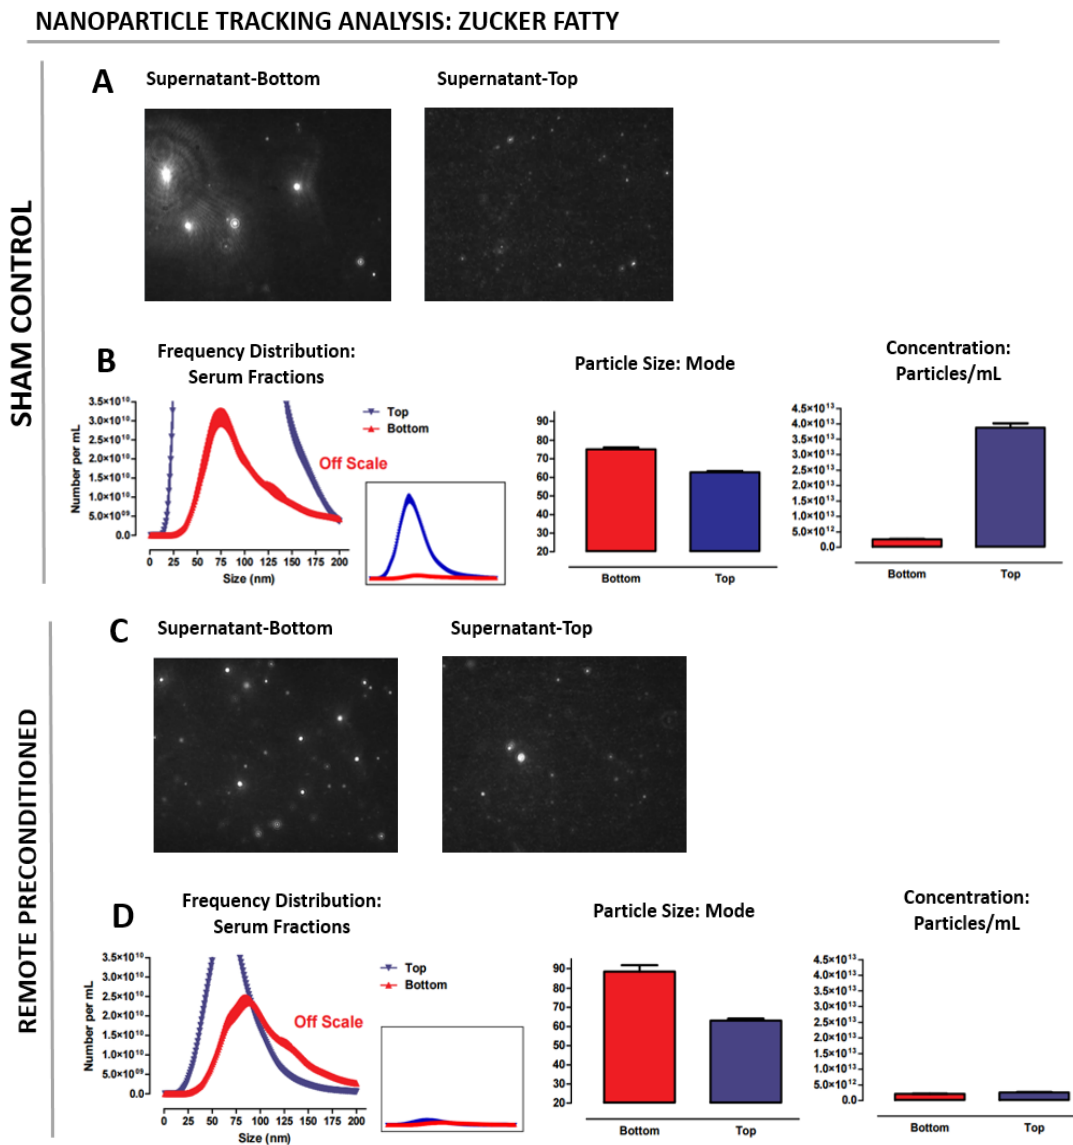 NANOPARTICLE TRACKING ANALYSIS: ZUCKER FATTY
SHAM CONTROL
A
Supernatant-Bottom
Supernatant-Top
B
Frequency Distribution:
Serum Fractions
Number per mL
3.5×10¹⁰
3.0×10¹⁰
2.5×10¹⁰
2.0×10¹⁰
1.5×10¹⁰
1.0×10¹⁰
5.0×10⁰⁹
0.0
0 25 50 75 100 125 150 175 200
Size (nm)
Top
Bottom
Off Scale
Particle Size: Mode
90
80
70
60
50
40
30
20
Bottom Top
Concentration:
Particles/mL
4.5×10¹³
4.0×10¹³
3.5×10¹³
3.0×10¹³
2.5×10¹³
2.0×10¹³
1.5×10¹³
1.0×10¹³
5.0×10¹²
0.0
Bottom Top
REMOTE PRECONDITIONED
C
Supernatant-Bottom
Supernatant-Top
D
Frequency Distribution:
Serum Fractions
Number per mL
3.5×10¹⁰
3.0×10¹⁰
2.5×10¹⁰
2.0×10¹⁰
1.5×10¹⁰
1.0×10¹⁰
5.0×10⁰⁹
0.0
0 25 50 75 100 125 150 175 200
Size (nm)
Top
Bottom
Off Scale
Particle Size: Mode
90
80
70
60
50
40
30
20
Bottom Top
Concentration:
Particles/mL
4.5×10¹³
4.0×10¹³
3.5×10¹³
3.0×10¹³
2.5×10¹³
2.0×10¹³
1.5×10¹³
1.0×10¹³
5.0×10¹²
0.0
Bottom Top